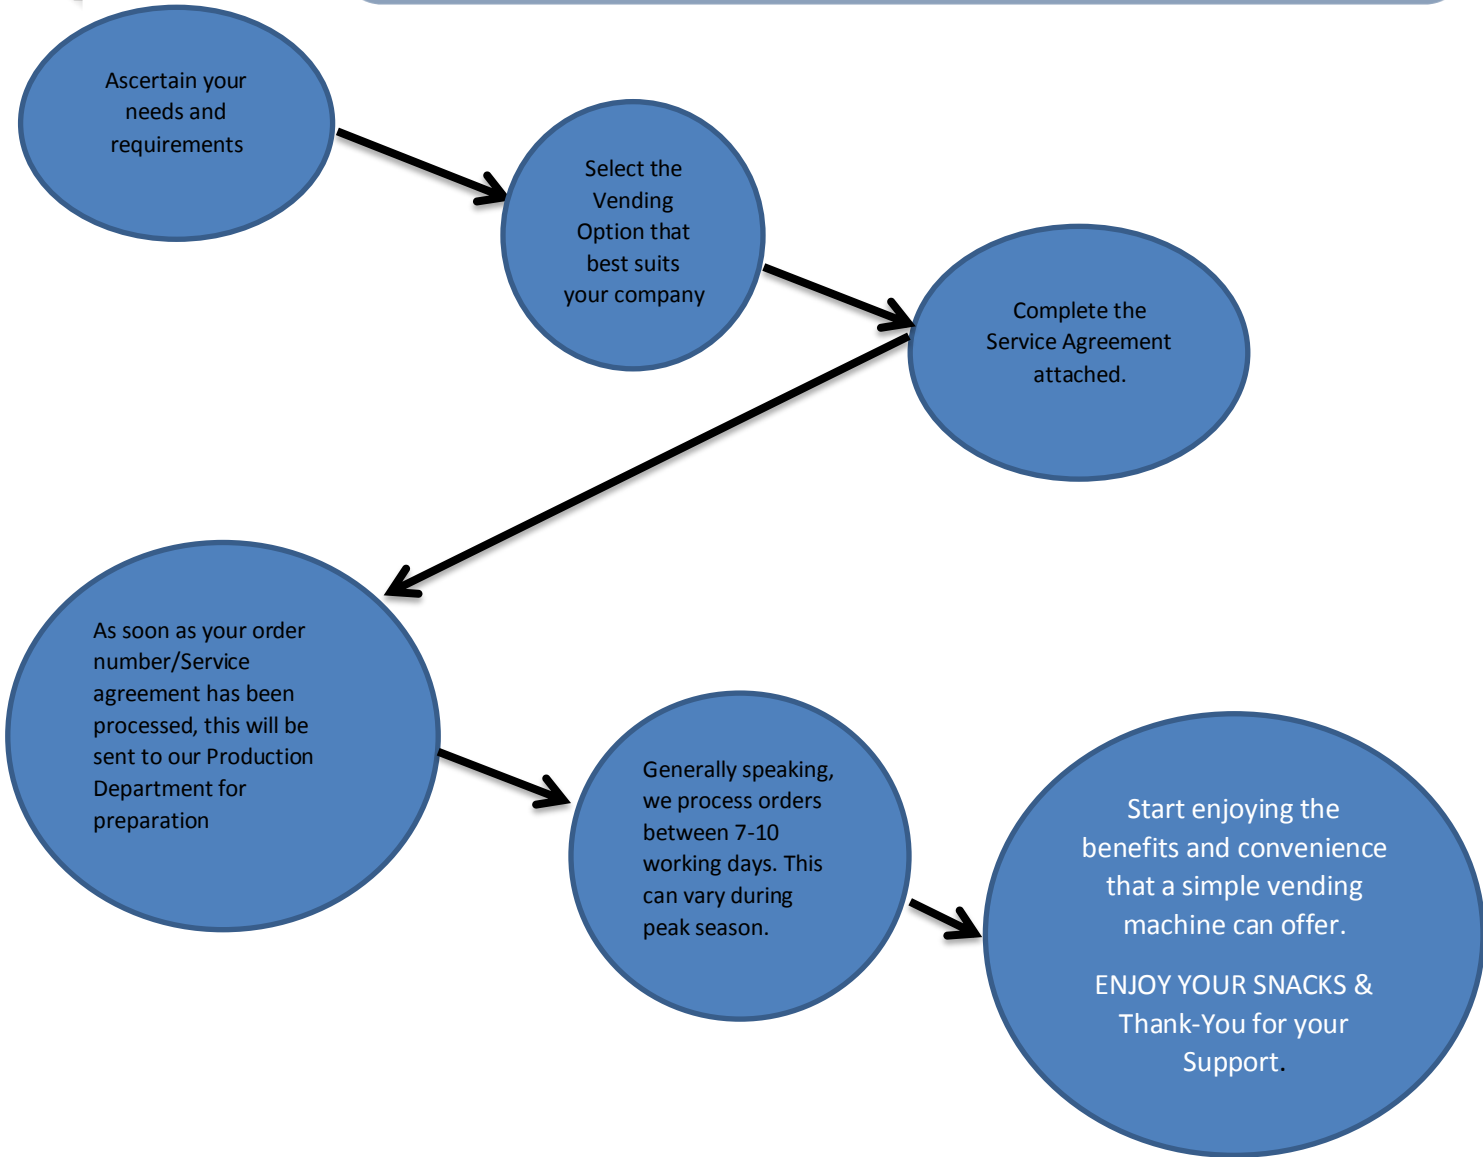 Ascertain your
needs and
requirements
Select the
Vending
Option that
best suits
your company
Complete the
Service Agreement
attached.
As soon as your order
number/Service
agreement has been
processed, this will be
sent to our Production
Department for
preparation
Generally speaking,
we process orders
between 7-10
working days. This
can vary during
peak season.
Start enjoying the
benefits and convenience
that a simple vending
machine can offer.
ENJOY YOUR SNACKS &
Thank-You for your
Support.